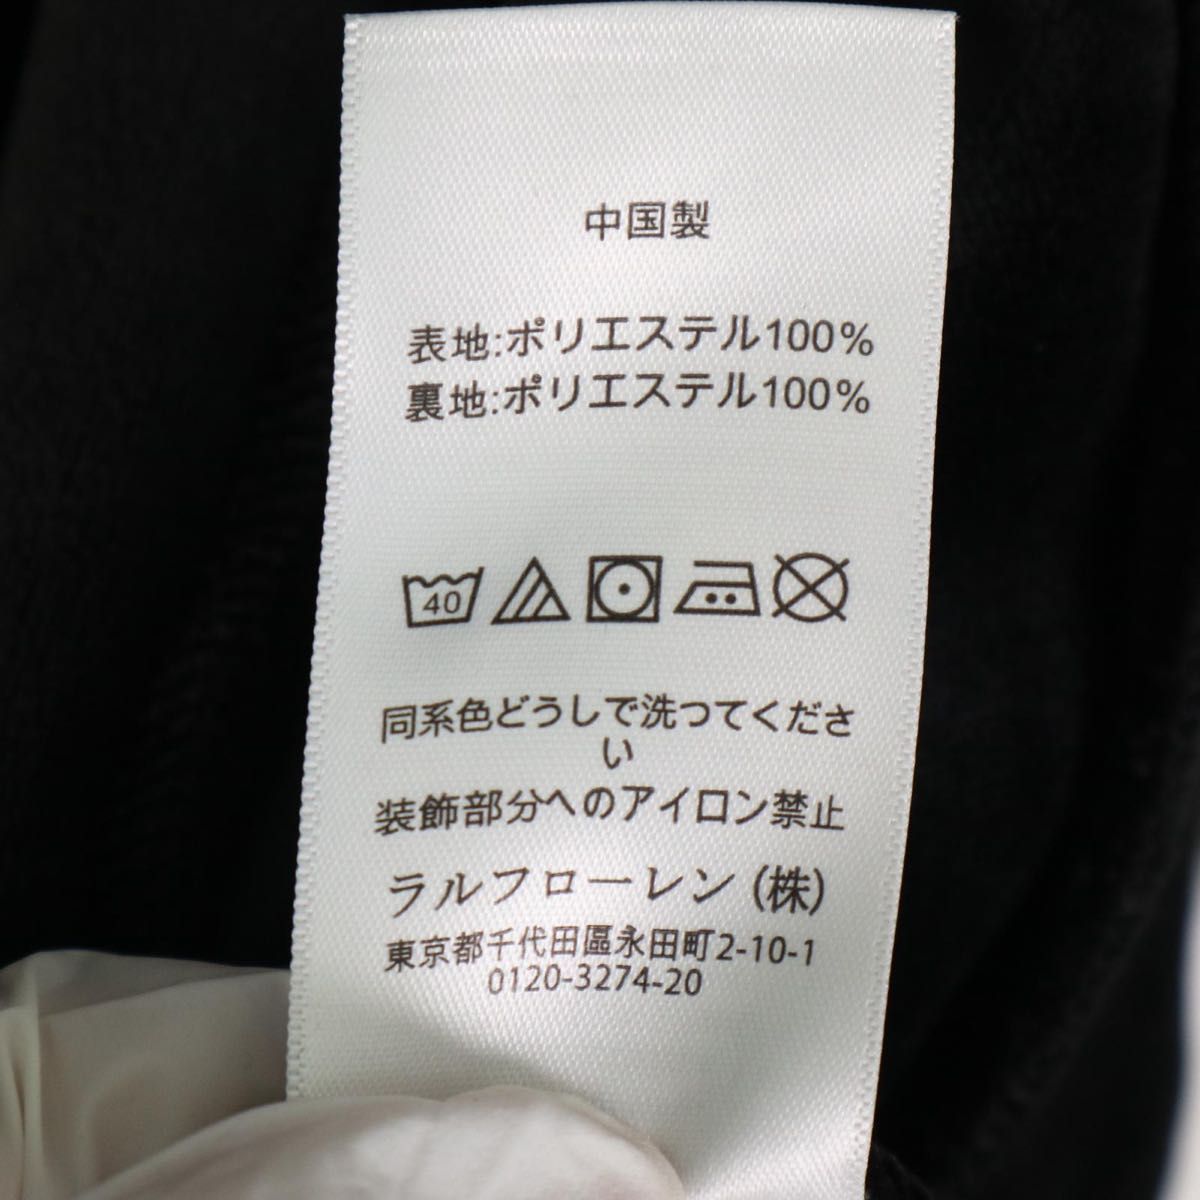 中国製
表地:ポリエステル100%
裏地:ポリエステル100%
40
同系色どうしで洗つてくださ
い
装飾部分へのアイロン禁止
ラルフローレン(株)
東京都千代田區永田町2-10-1
0120-3274-20